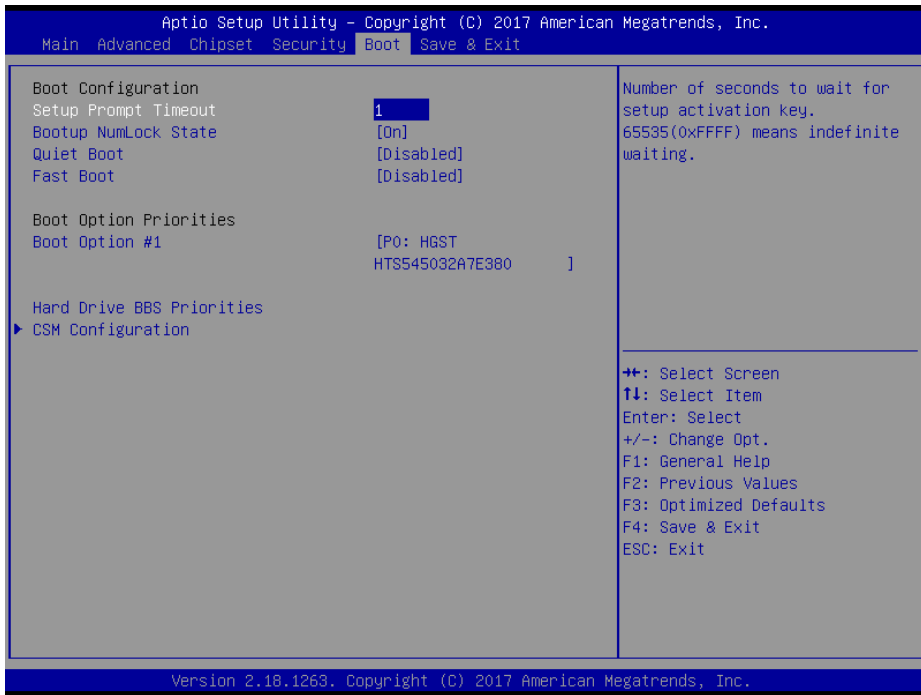 Aptio Setup Utility – Copyright (C) 2017 American Megatrends, Inc.
Main Advanced Chipset Security Boot Save & Exit
Boot Configuration
Setup Prompt Timeout 1
Bootup NumLock State [On]
Quiet Boot [Disabled]
Fast Boot [Disabled]
Boot Option Priorities
Boot Option #1 [P0: HGST
HTS545032A7E380 ]
Hard Drive BBS Priorities
CSM Configuration
Number of seconds to wait for
setup activation key.
65535(0xFFFF) means indefinite
waiting.
→←: Select Screen
↑↓: Select Item
Enter: Select
+/-: Change Opt.
F1: General Help
F2: Previous Values
F3: Optimized Defaults
F4: Save & Exit
ESC: Exit
Version 2.18.1263. Copyright (C) 2017 American Megatrends, Inc.